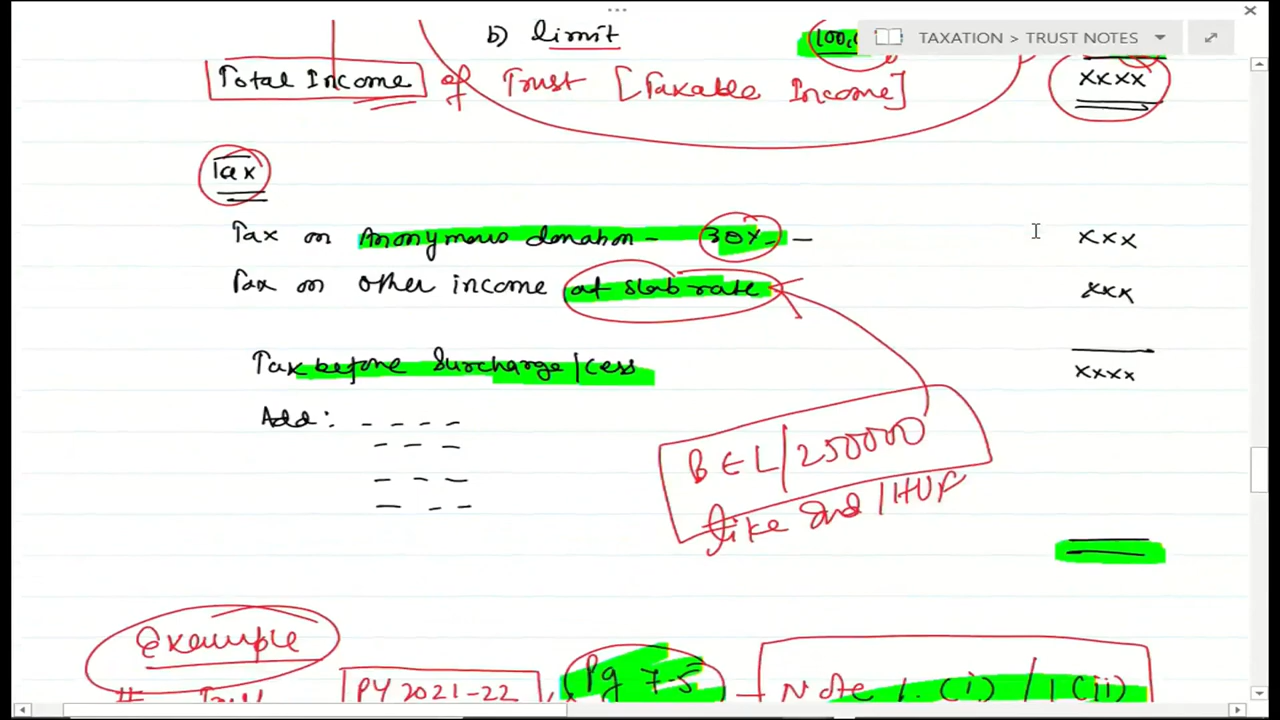 b) limit 100,0
TAXATION > TRUST NOTES
Total Income of Trust [Taxable Income] xxxx
Tax
Tax on Anonymous donation - 30% - xxx
Tax on other income at slab rate xxx
Tax before Surcharge/Cess xxxx
Add:
BEL/250000
like Ind/HUF
Example
PY 2021-22, Pg 7-5 - Note 1.(i) / 1(ii)